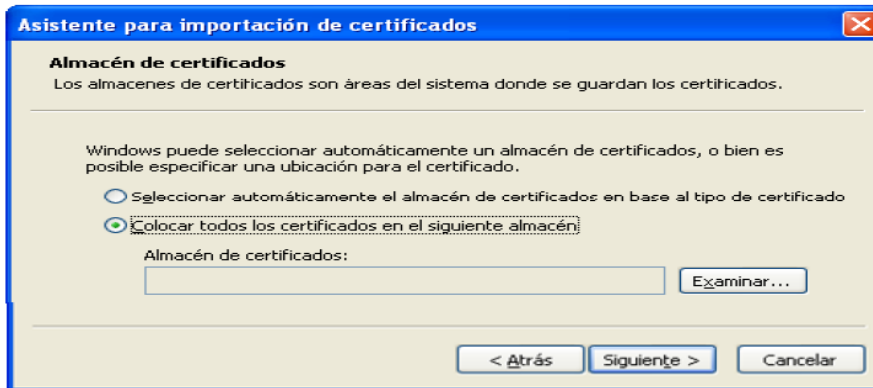 Asistente para importación de certificados
Almacén de certificados
Los almacenes de certificados son áreas del sistema donde se guardan los certificados.
Windows puede seleccionar automáticamente un almacén de certificados, o bien es
posible especificar una ubicación para el certificado.
Seleccionar automáticamente el almacén de certificados en base al tipo de certificado
Colocar todos los certificados en el siguiente almacén
Almacén de certificados:
Examinar...
< Atrás
Siguiente >
Cancelar